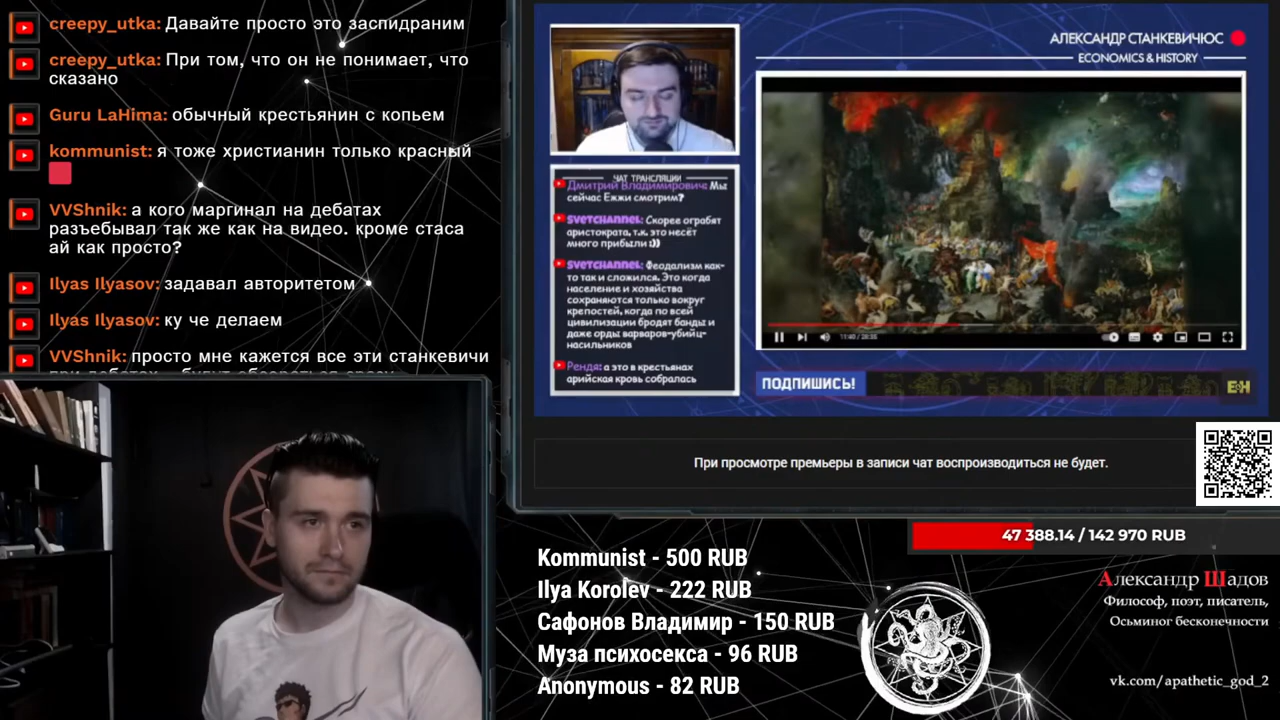 creepy_utka: Давайте просто это заспидраним
creepy_utka: При том, что он не понимает, что
сказано
Guru LaHima: обычный крестьянин с копьем
kommunist: я тоже христианин только красный
VVShnik: а кого маргинал на дебатах
разъебывал так же как на видео. кроме стаса
ай как просто?
Ilyas Ilyasov: задавал авторитетом
Ilyas Ilyasov: ку че делаем
VVShnik: просто мне кажется все эти станкевичи
АЛЕКСАНДР СТАНКЕВИЧЮС
ECONOMICS & HISTORY
ЧАТ ТРАНСЛЯЦИИ
Дмитрий Владимирович: Мы
сейчас Ежки смотрим?
SVETCHANNEL: Скорее ограбят
аристократа, т.к. это несёт
много прибыли :))
SVETCHANNEL: Феодализм как-
то так и сложился. Это когда
население и хозяйства
сохраняются только вокруг
крепостей, когда по всей
цивилизации бродят банды и
даже орды варваров-убийц-
насильников
Рендя: а это в крестьянах
арийская кровь собралась
11:40 / 28:35
ПОДПИШИСЬ!
E&H
При просмотре премьеры в записи чат воспроизводиться не будет.
47 388.14 / 142 970 RUB
Kommunist - 500 RUB
Ilya Korolev - 222 RUB
Сафонов Владимир - 150 RUB
Муза психосекса - 96 RUB
Anonymous - 82 RUB
Александр Шадов
Философ, поэт, писатель,
Осьминог бесконечности
vk.com/apathetic_god_2